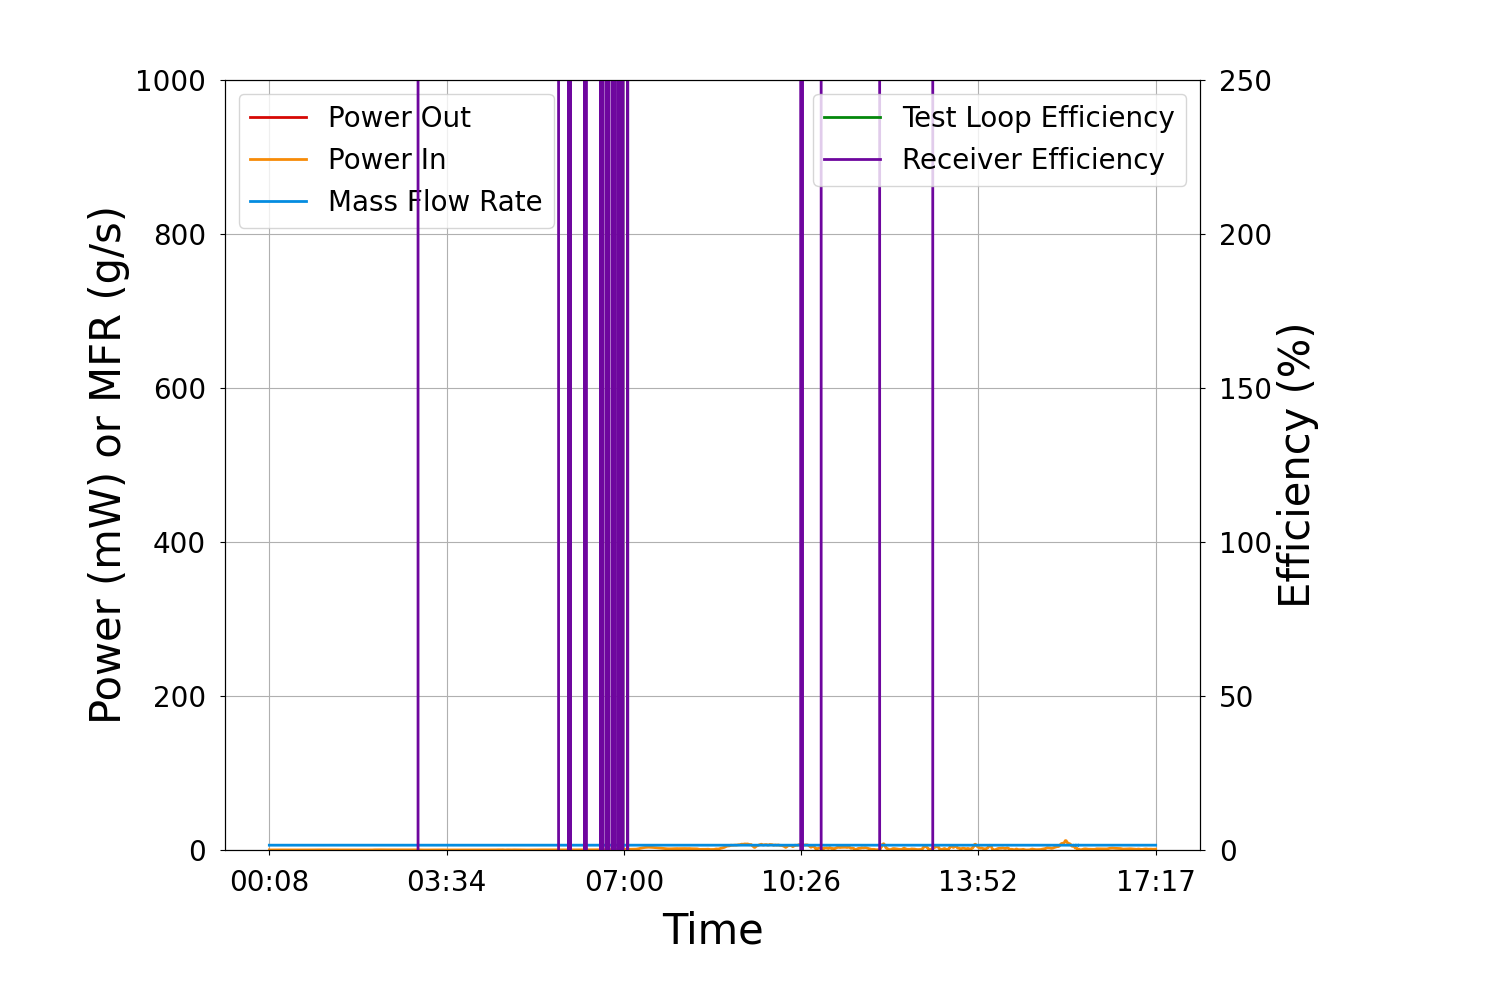 1000
800
600
400
200
0
Power (mW) or MFR (g/s)
Power Out
Power In
Mass Flow Rate
Test Loop Efficiency
Receiver Efficiency
250
200
150
100
50
0
Efficiency (%)
00:08 03:34 07:00 10:26 13:52 17:17
Time